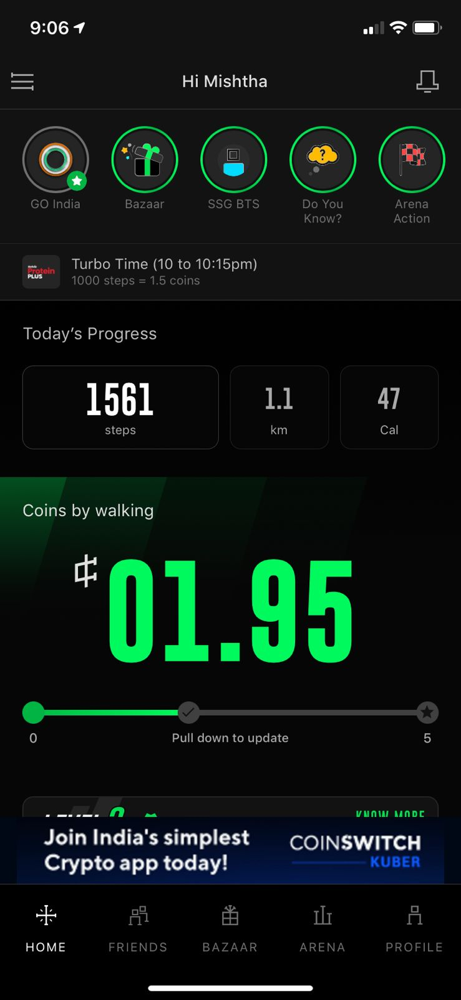 9:06
Hi Mishtha
GO India
Bazaar
SSG BTS
Do You
Know?
Arena
Action
Protein
PLUS
Turbo Time (10 to 10:15pm)
1000 steps = 1.5 coins
Today’s Progress
1561
steps
1.1
km
47
Cal
Coins by walking
01.95
0
Pull down to update
5
LEVEL
KNOW MORE
Join India's simplest
Crypto app today!
COINSWITCH
KUBER
HOME
FRIENDS
BAZAAR
ARENA
PROFILE